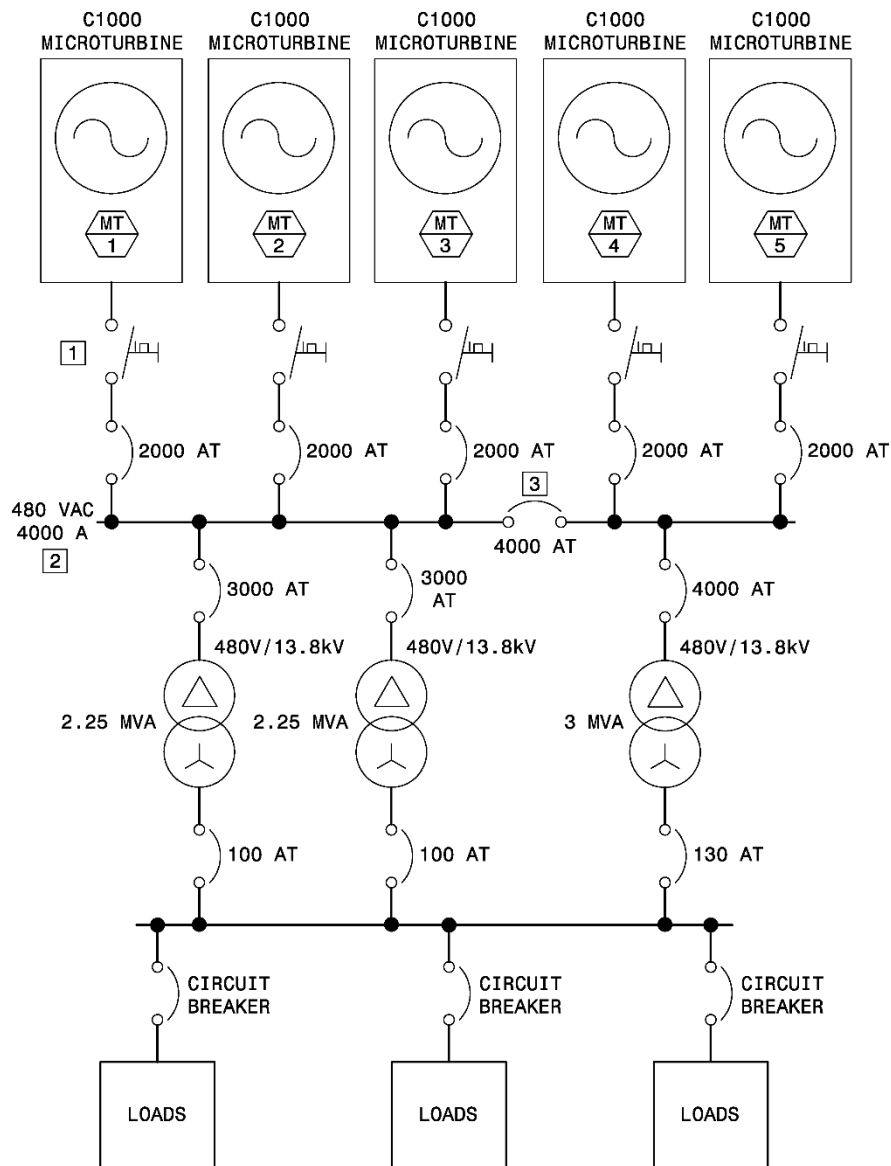 C1000 MICROTURBINE
C1000 MICROTURBINE
C1000 MICROTURBINE
C1000 MICROTURBINE
C1000 MICROTURBINE
MT
1
MT
2
MT
3
MT
4
MT
5
1
2000 AT
2000 AT
2000 AT
2000 AT
2000 AT
3
480 VAC
4000 A
2
4000 AT
3000 AT
3000
AT
4000 AT
480V/13.8kV
480V/13.8kV
480V/13.8kV
2.25 MVA
2.25 MVA
3 MVA
100 AT
100 AT
130 AT
CIRCUIT
BREAKER
CIRCUIT
BREAKER
CIRCUIT
BREAKER
LOADS
LOADS
LOADS